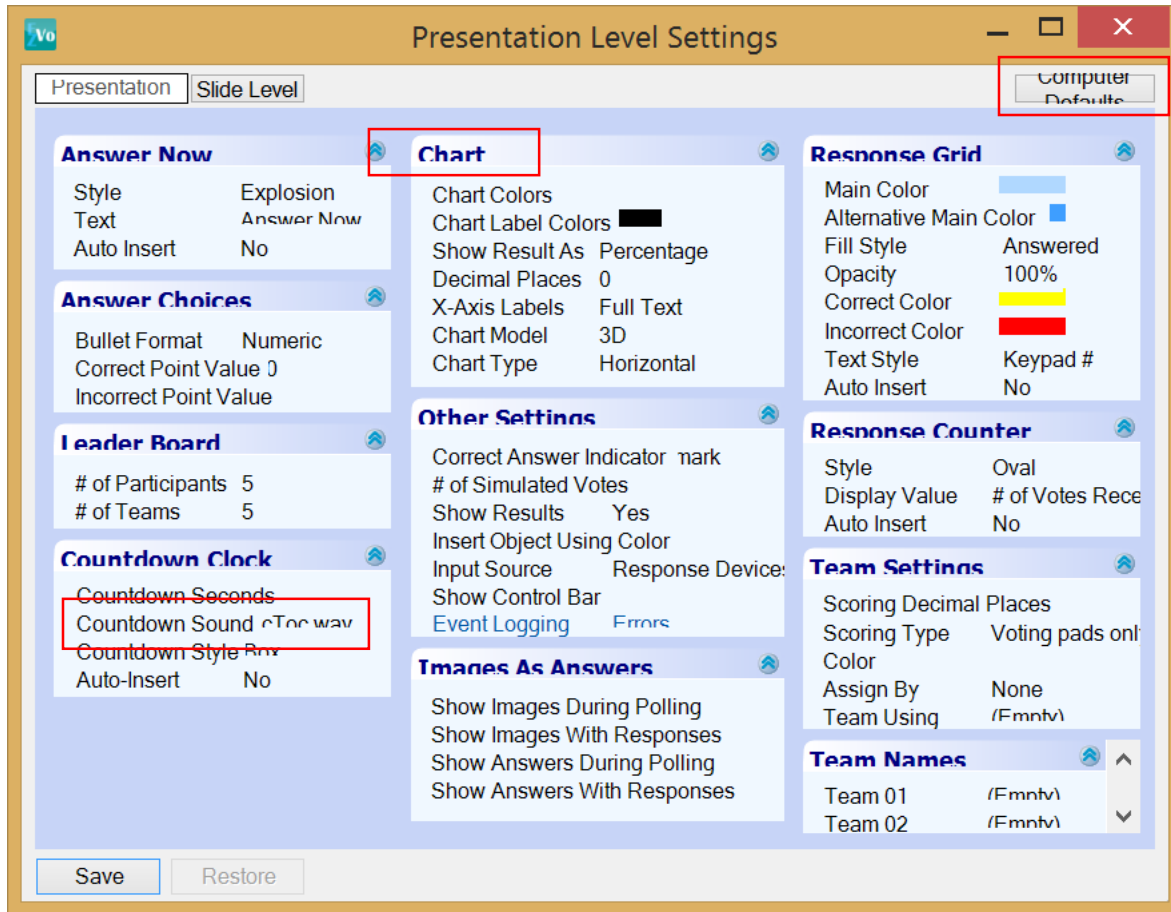 Vo
Presentation Level Settings
Presentation
Slide Level
Computer
Defaults
Answer Now
Style Explosion
Text Answer Now
Auto Insert No
Answer Choices
Bullet Format Numeric
Correct Point Value 0
Incorrect Point Value
Leader Board
# of Participants 5
# of Teams 5
Countdown Clock
Countdown Seconds
Countdown Sound cToc.wav
Countdown Style Box
Auto-Insert No
Chart
Chart Colors
Chart Label Colors
Show Result As Percentage
Decimal Places 0
X-Axis Labels Full Text
Chart Model 3D
Chart Type Horizontal
Other Settings
Correct Answer Indicator mark
# of Simulated Votes
Show Results Yes
Insert Object Using Color
Input Source Response Devices
Show Control Bar
Event Logging Errors
Images As Answers
Show Images During Polling
Show Images With Responses
Show Answers During Polling
Show Answers With Responses
Response Grid
Main Color
Alternative Main Color
Fill Style Answered
Opacity 100%
Correct Color
Incorrect Color
Text Style Keypad #
Auto Insert No
Response Counter
Style Oval
Display Value # of Votes Rece
Auto Insert No
Team Settings
Scoring Decimal Places
Scoring Type Voting pads only
Color
Assign By None
Team Using (Empty)
Team Names
Team 01 (Empty)
Team 02 (Empty)
Save
Restore